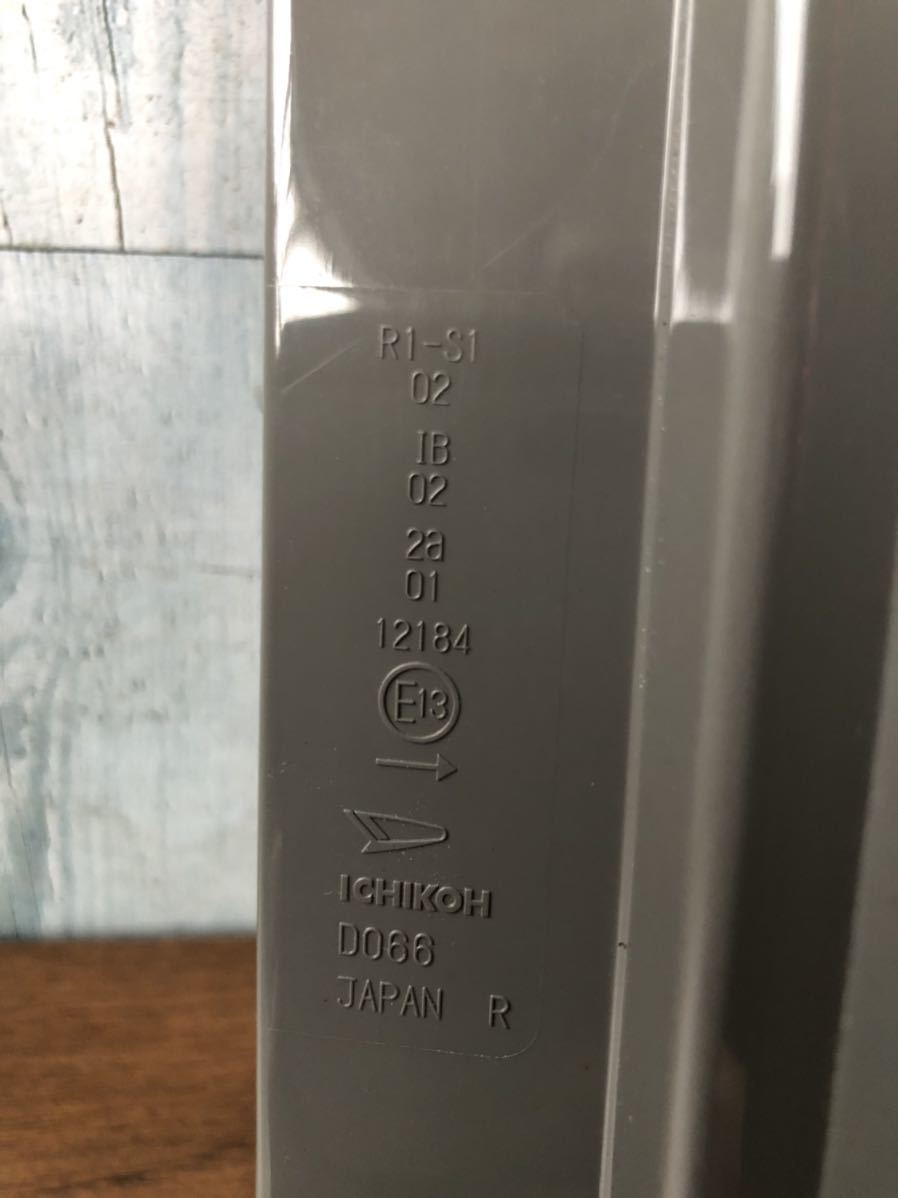 R1-S1
02
IB
02
2a
01
12184
E13
→
ICHIKOH
D066
JAPAN R